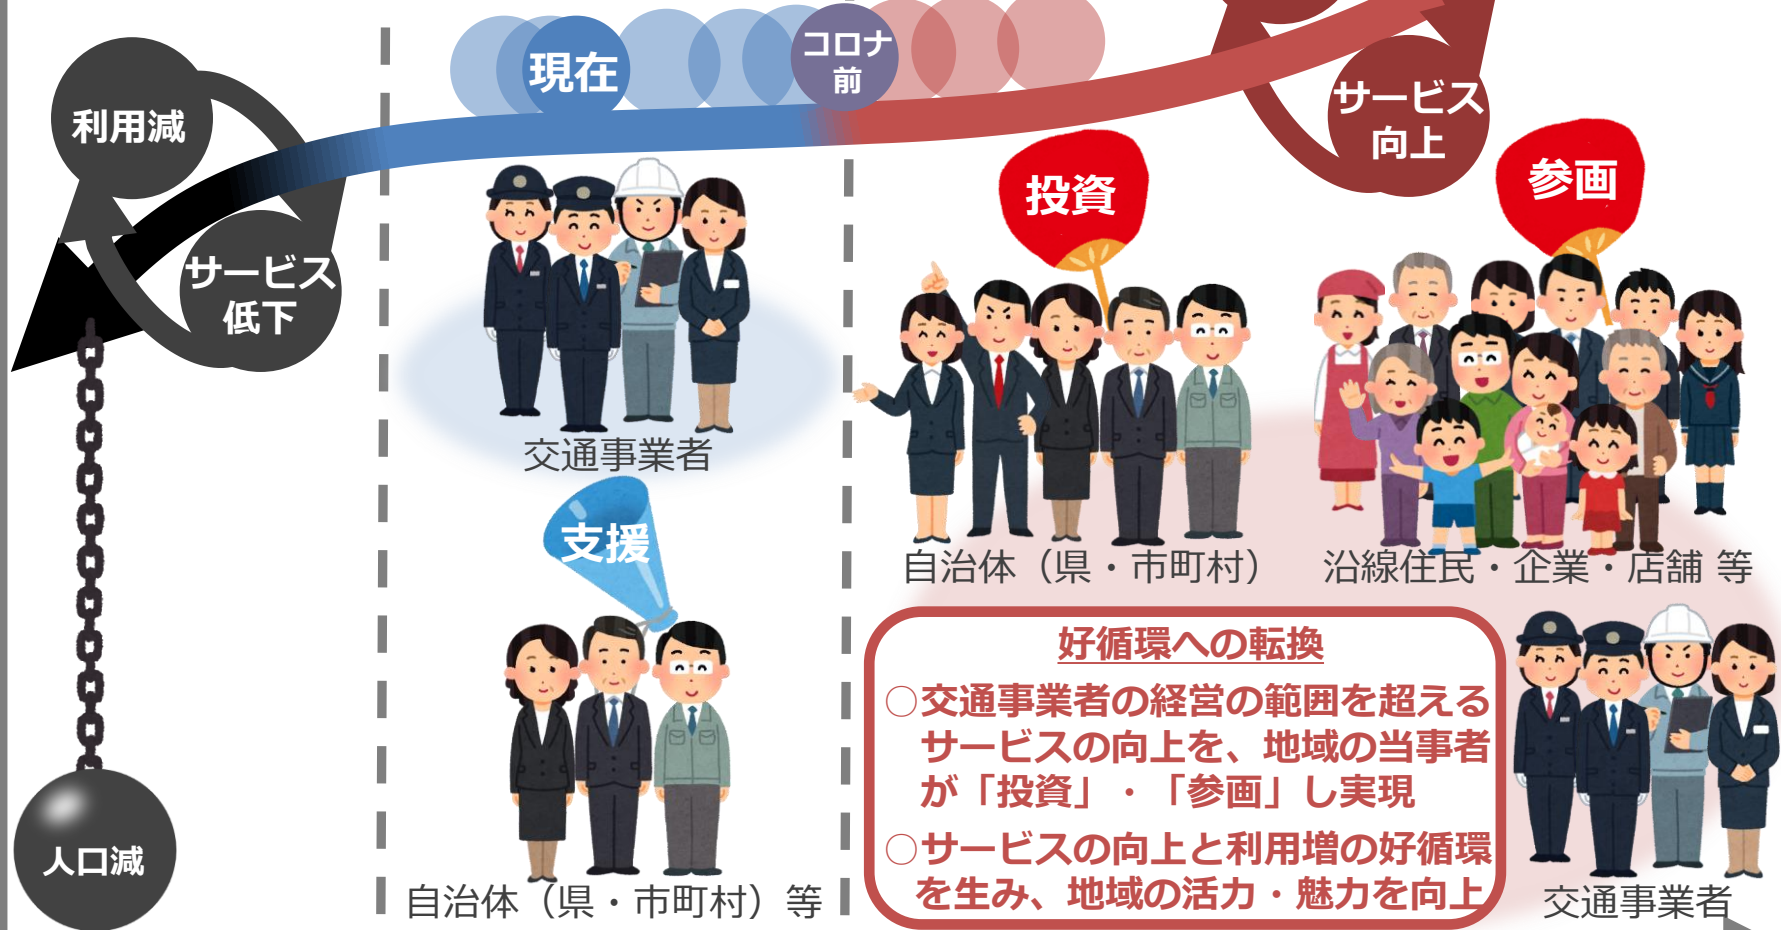 現在
コロナ
前
利用減
サービス
低下
サービス
向上
投資
参画
交通事業者
支援
自治体（県・市町村）等
自治体（県・市町村）
沿線住民・企業・店舗 等
好循環への転換
○交通事業者の経営の範囲を超える
サービスの向上を、地域の当事者
が「投資」・「参画」し実現
○サービスの向上と利用増の好循環
を生み、地域の活力・魅力を向上
交通事業者
人口減